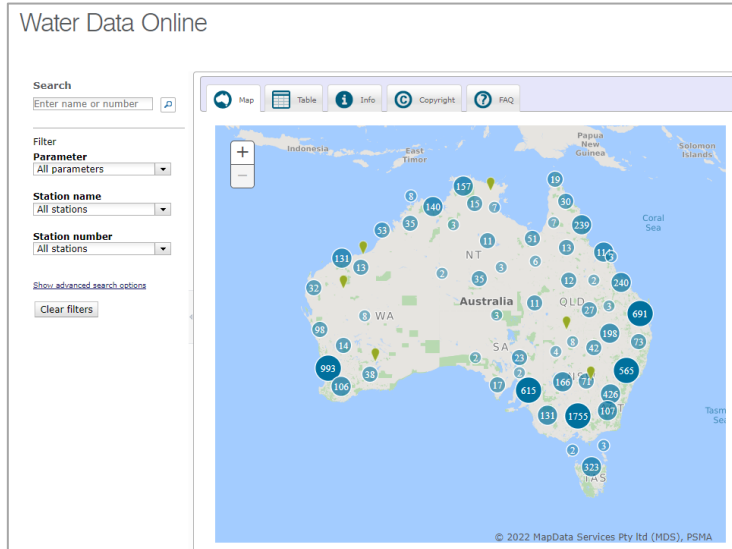 Water Data Online
Search
Enter name or number
Filter
Parameter
All parameters
Station name
All stations
Station number
All stations
Show advanced search options
Clear filters
Map
Table
Info
Copyright
FAQ
+
−
Indonesia
East
Timor
Papua
New
Guinea
Solomon
Islands
Coral
Sea
19
157
8
140
15
7
30
53
35
3
7
239
11
51
13
3
131
13
NT
6
2
35
3
12
2
240
32
Australia
11
QLD
27
3
691
8
WA
3
98
198
73
14
SA
2
23
4
8
42
993
38
2
565
106
17
615
166
71
426
131
1755
107
Tasm
Sea
2
3
323
TAS
© 2022 MapData Services Pty ltd (MDS), PSMA